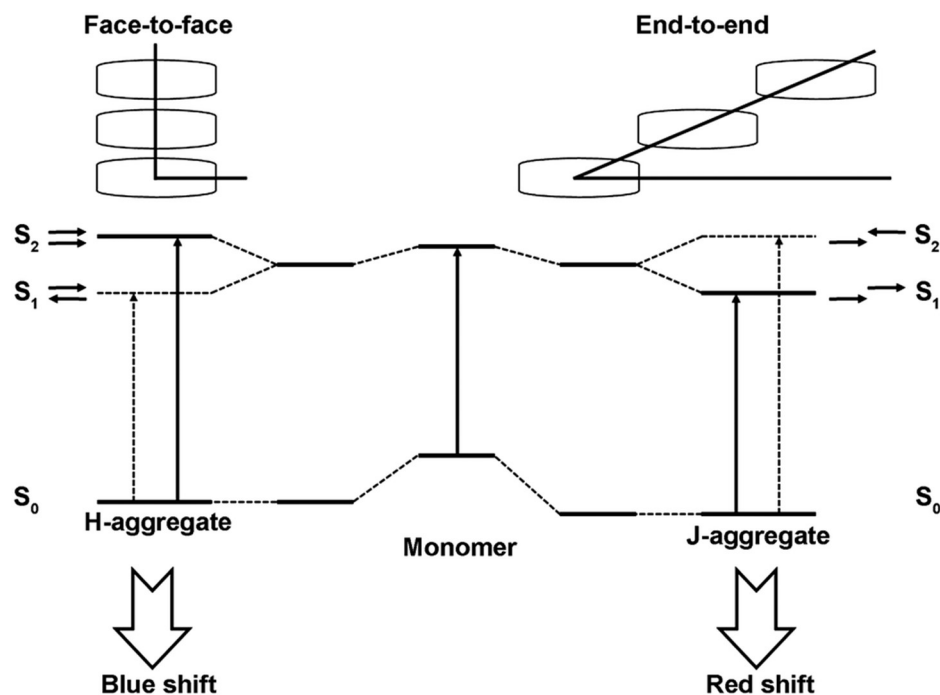 Face-to-face
End-to-end
S₂
S₂
S₁
S₁
S₀
S₀
H-aggregate
Monomer
J-aggregate
Blue shift
Red shift